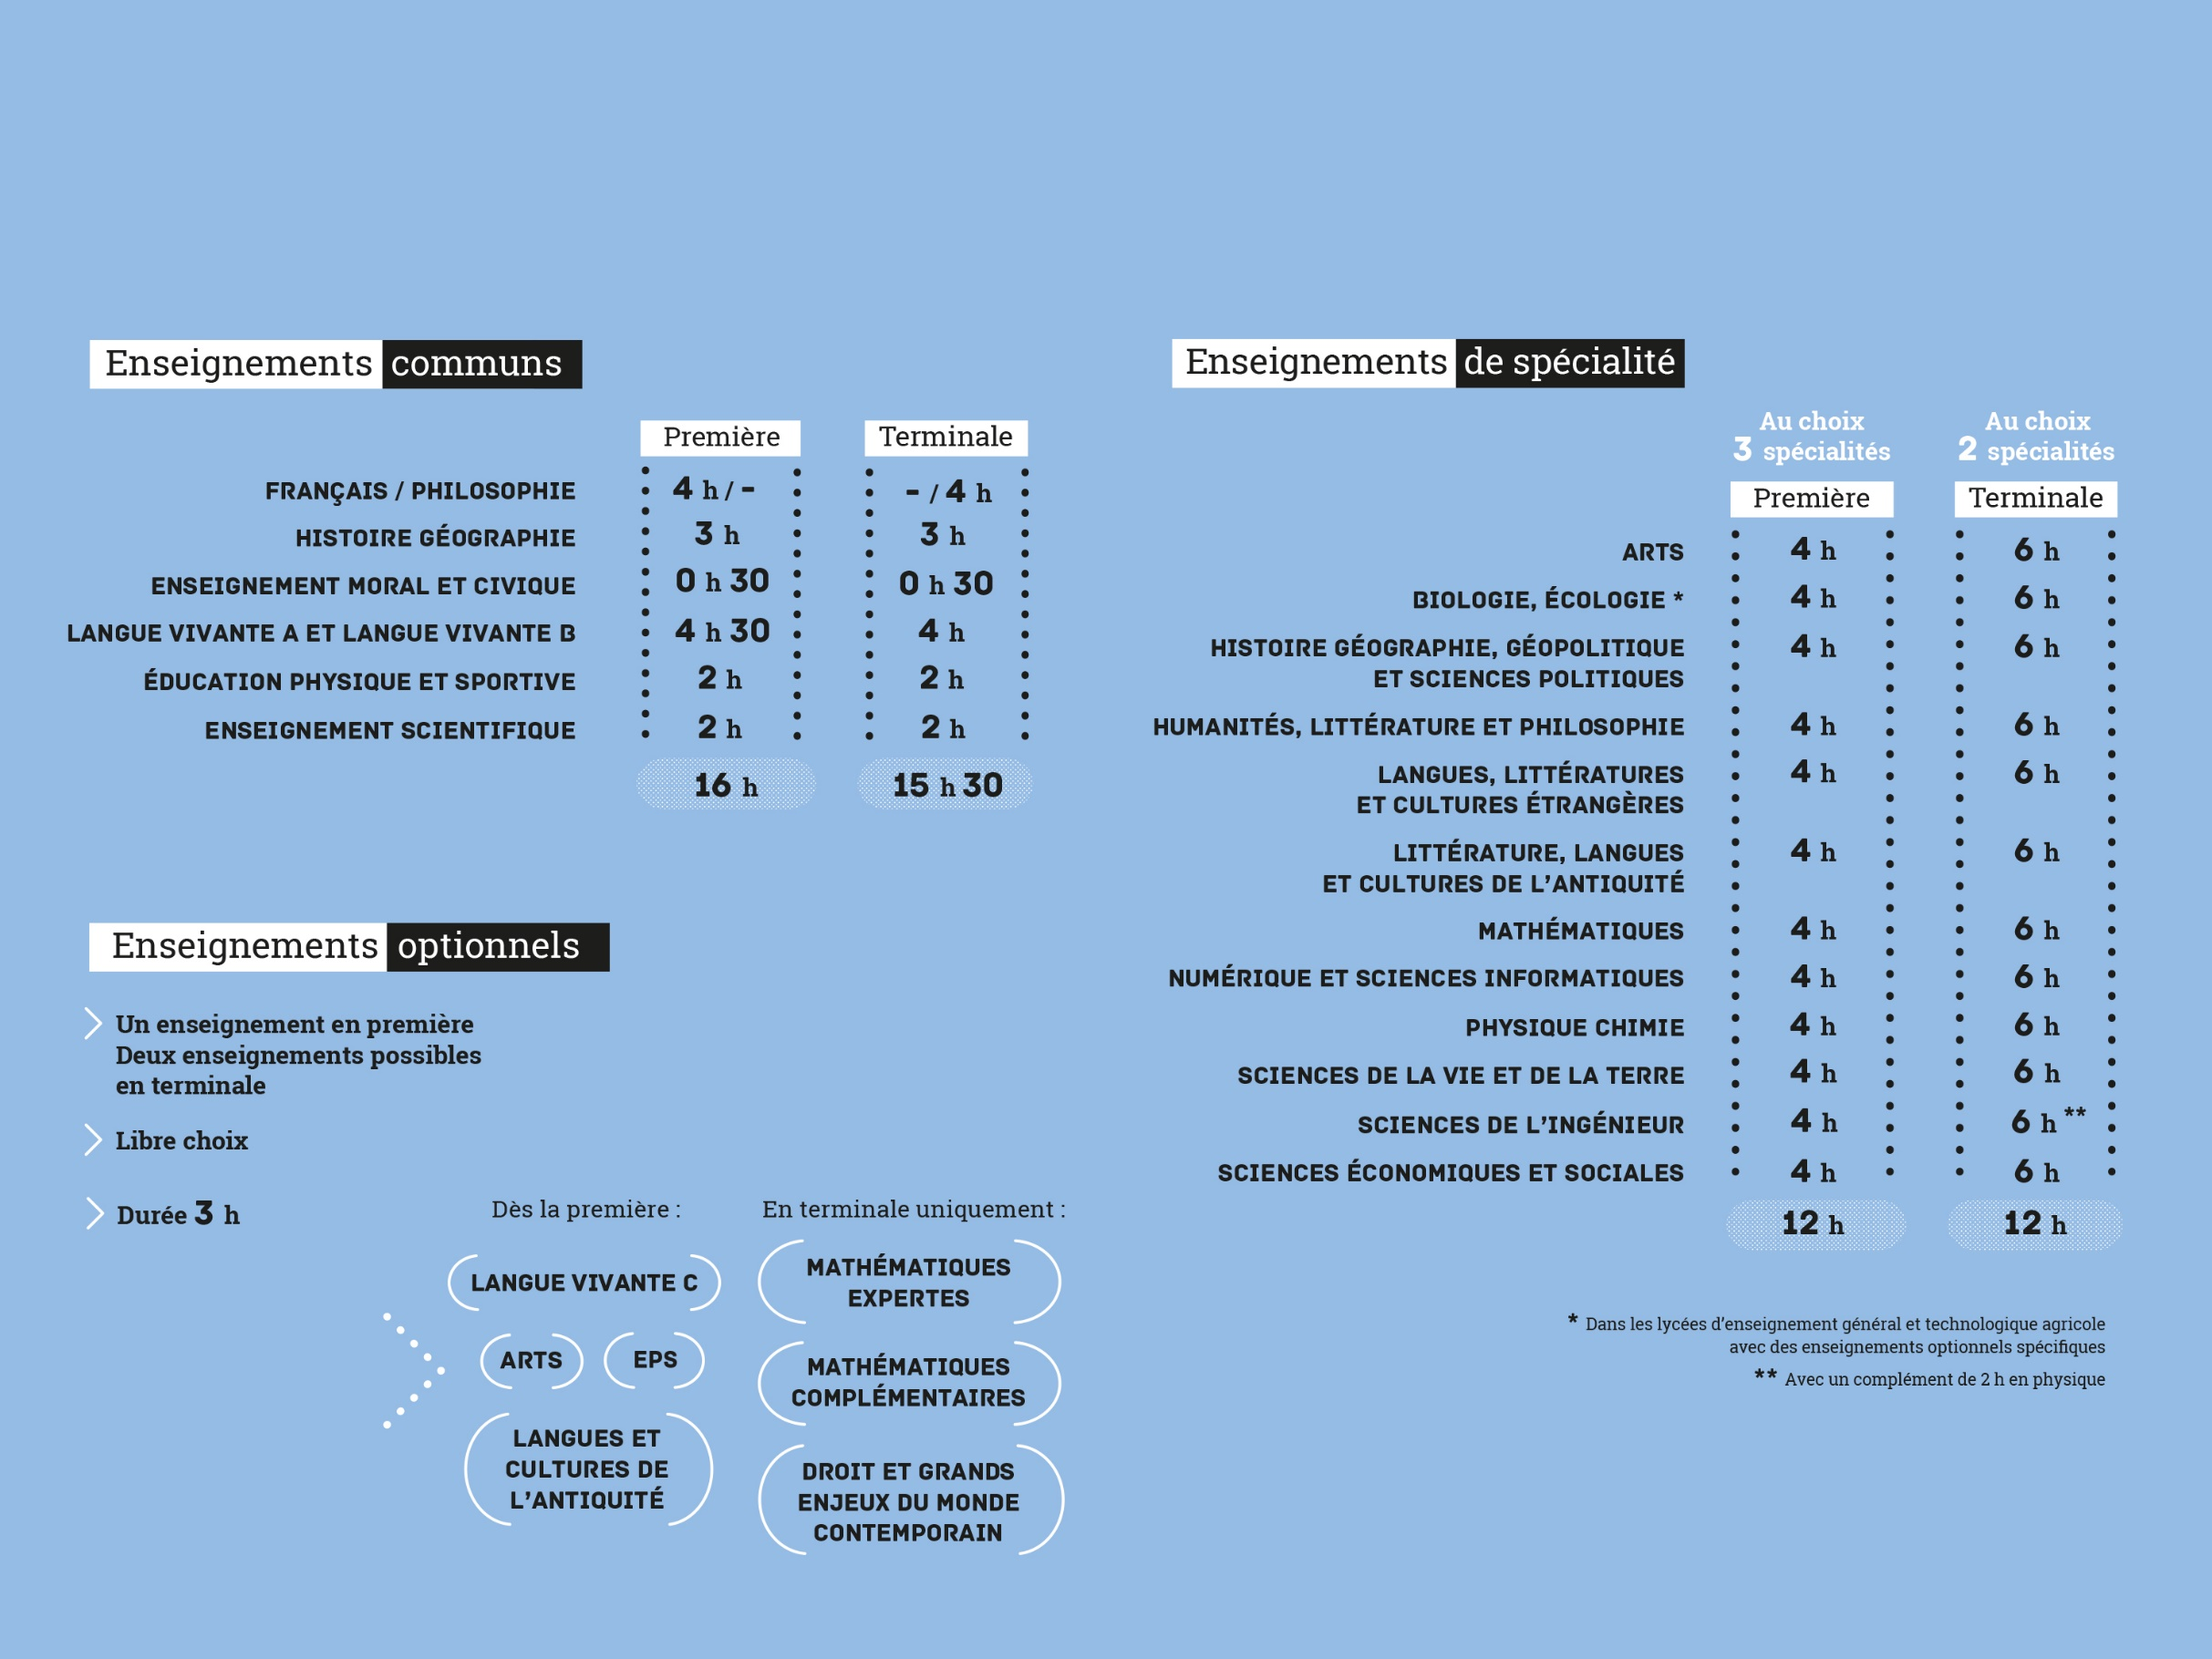 Enseignements communs
Première Terminale
FRANÇAIS / PHILOSOPHIE 4 h / - - / 4 h
HISTOIRE GÉOGRAPHIE 3 h 3 h
ENSEIGNEMENT MORAL ET CIVIQUE 0 h 30 0 h 30
LANGUE VIVANTE A ET LANGUE VIVANTE B 4 h 30 4 h
ÉDUCATION PHYSIQUE ET SPORTIVE 2 h 2 h
ENSEIGNEMENT SCIENTIFIQUE 2 h 2 h
16 h 15 h 30
Enseignements optionnels
Un enseignement en première
Deux enseignements possibles
en terminale
Libre choix
Durée 3 h
Dès la première :
LANGUE VIVANTE C
ARTS EPS
LANGUES ET
CULTURES DE
L'ANTIQUITÉ
En terminale uniquement :
MATHÉMATIQUES
EXPERTES
MATHÉMATIQUES
COMPLÉMENTAIRES
DROIT ET GRANDS
ENJEUX DU MONDE
CONTEMPORAIN
Enseignements de spécialité
Au choix Au choix
3 spécialités 2 spécialités
Première Terminale
ARTS 4 h 6 h
BIOLOGIE, ÉCOLOGIE * 4 h 6 h
HISTOIRE GÉOGRAPHIE, GÉOPOLITIQUE 4 h 6 h
ET SCIENCES POLITIQUES
HUMANITÉS, LITTÉRATURE ET PHILOSOPHIE 4 h 6 h
LANGUES, LITTÉRATURES 4 h 6 h
ET CULTURES ÉTRANGÈRES
LITTÉRATURE, LANGUES 4 h 6 h
ET CULTURES DE L'ANTIQUITÉ
MATHÉMATIQUES 4 h 6 h
NUMÉRIQUE ET SCIENCES INFORMATIQUES 4 h 6 h
PHYSIQUE CHIMIE 4 h 6 h
SCIENCES DE LA VIE ET DE LA TERRE 4 h 6 h
SCIENCES DE L'INGÉNIEUR 4 h 6 h **
SCIENCES ÉCONOMIQUES ET SOCIALES 4 h 6 h
12 h 12 h
* Dans les lycées d'enseignement général et technologique agricole
avec des enseignements optionnels spécifiques
** Avec un complément de 2 h en physique